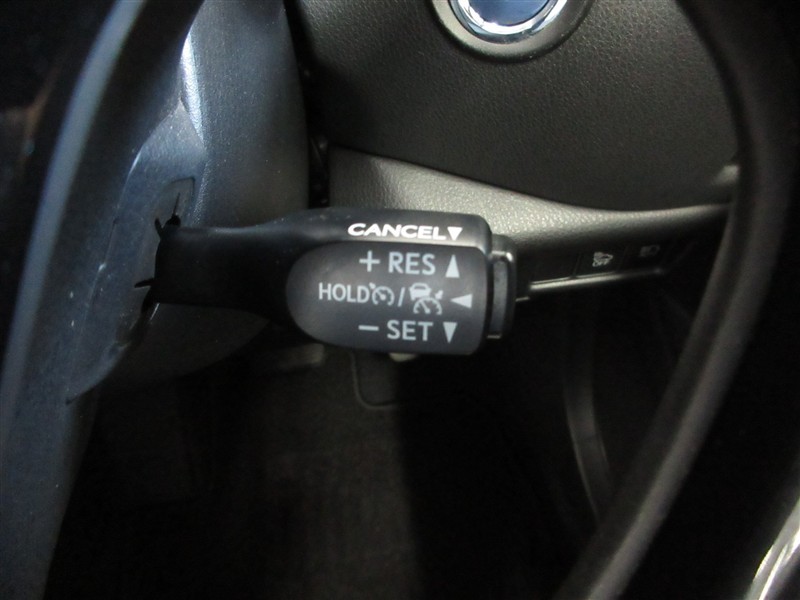 CANCEL▼
+ RES ▲
HOLD / ◄
− SET ▼